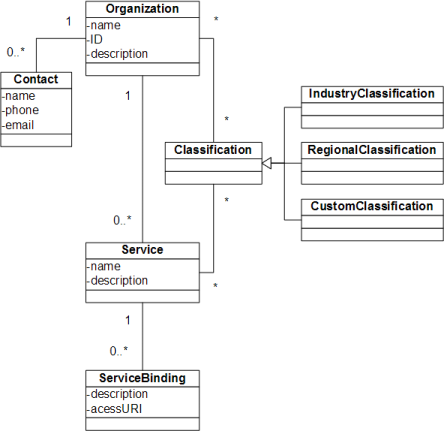 Organization
-name
-ID
-description
1
*
0..*
Contact
-name
-phone
-email
1
*
Classification
IndustryClassification
RegionalClassification
CustomClassification
*
0..*
Service
-name
-description
*
1
0..*
ServiceBinding
-description
-acessURI